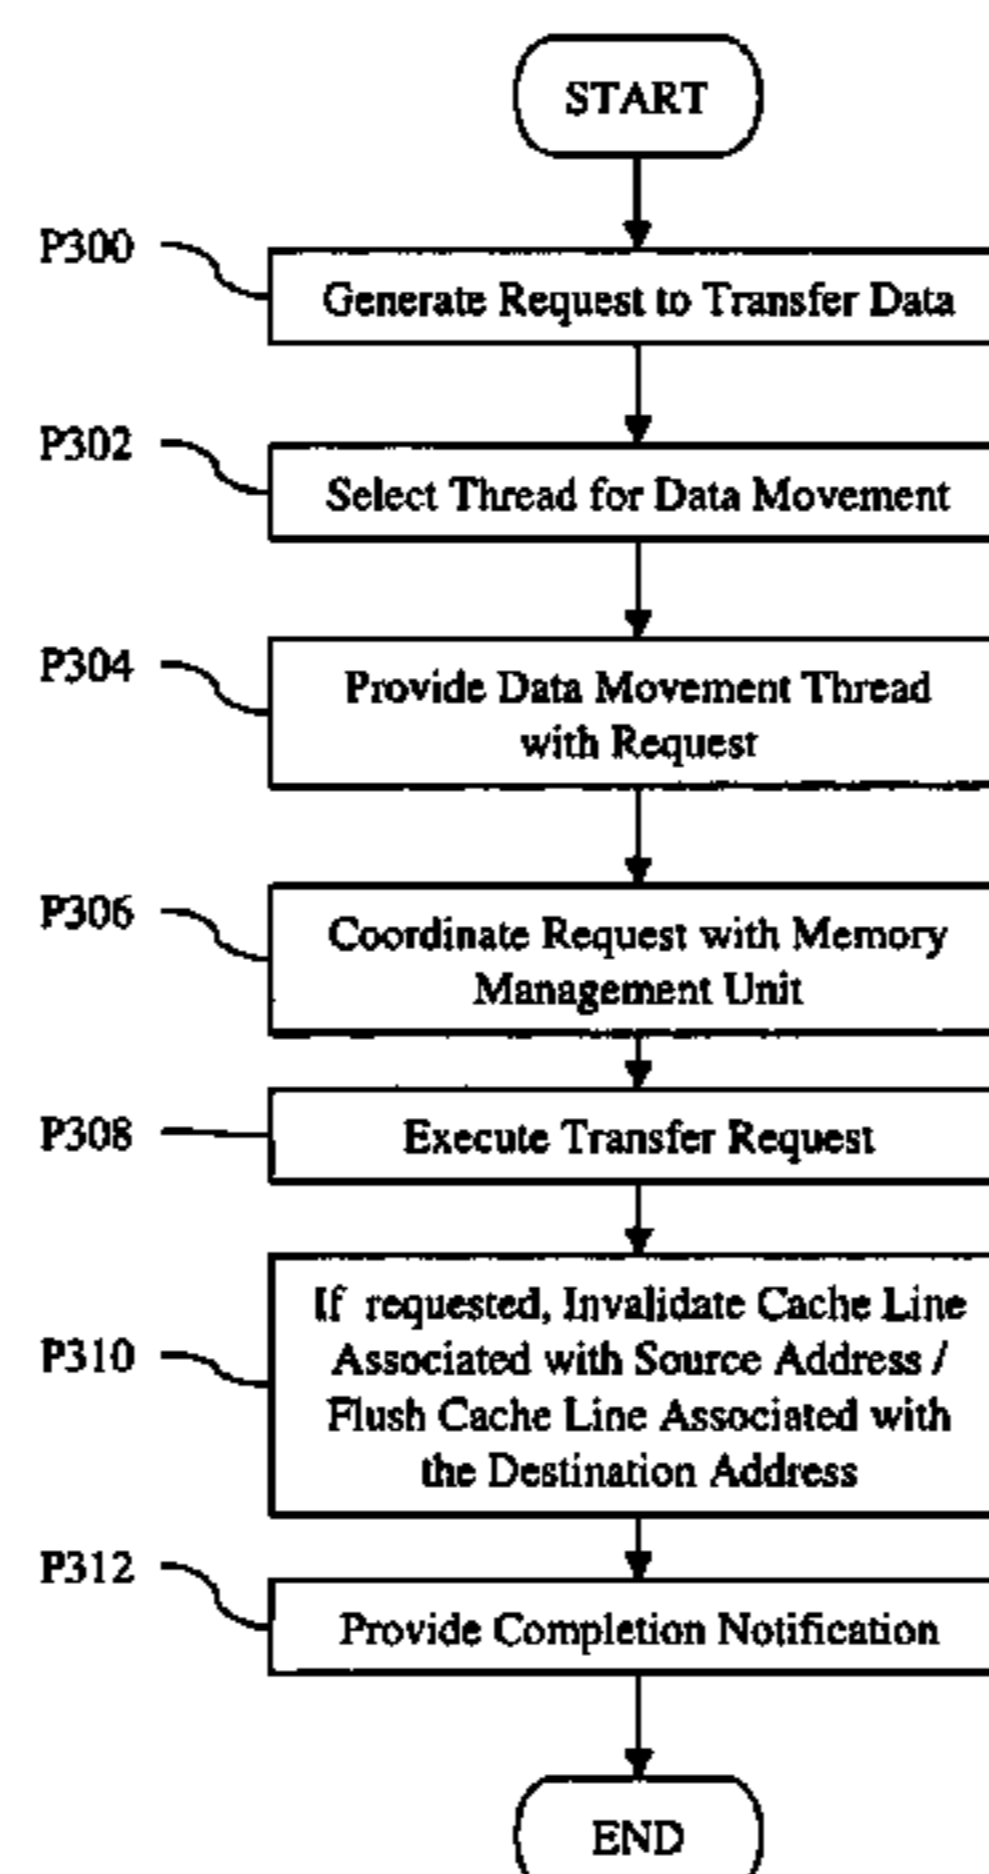 START
P300
Generate Request to Transfer Data
P302
Select Thread for Data Movement
P304
Provide Data Movement Thread
with Request
P306
Coordinate Request with Memory
Management Unit
P308
Execute Transfer Request
P310
If requested, Invalidate Cache Line
Associated with Source Address /
Flush Cache Line Associated with
the Destination Address
P312
Provide Completion Notification
END